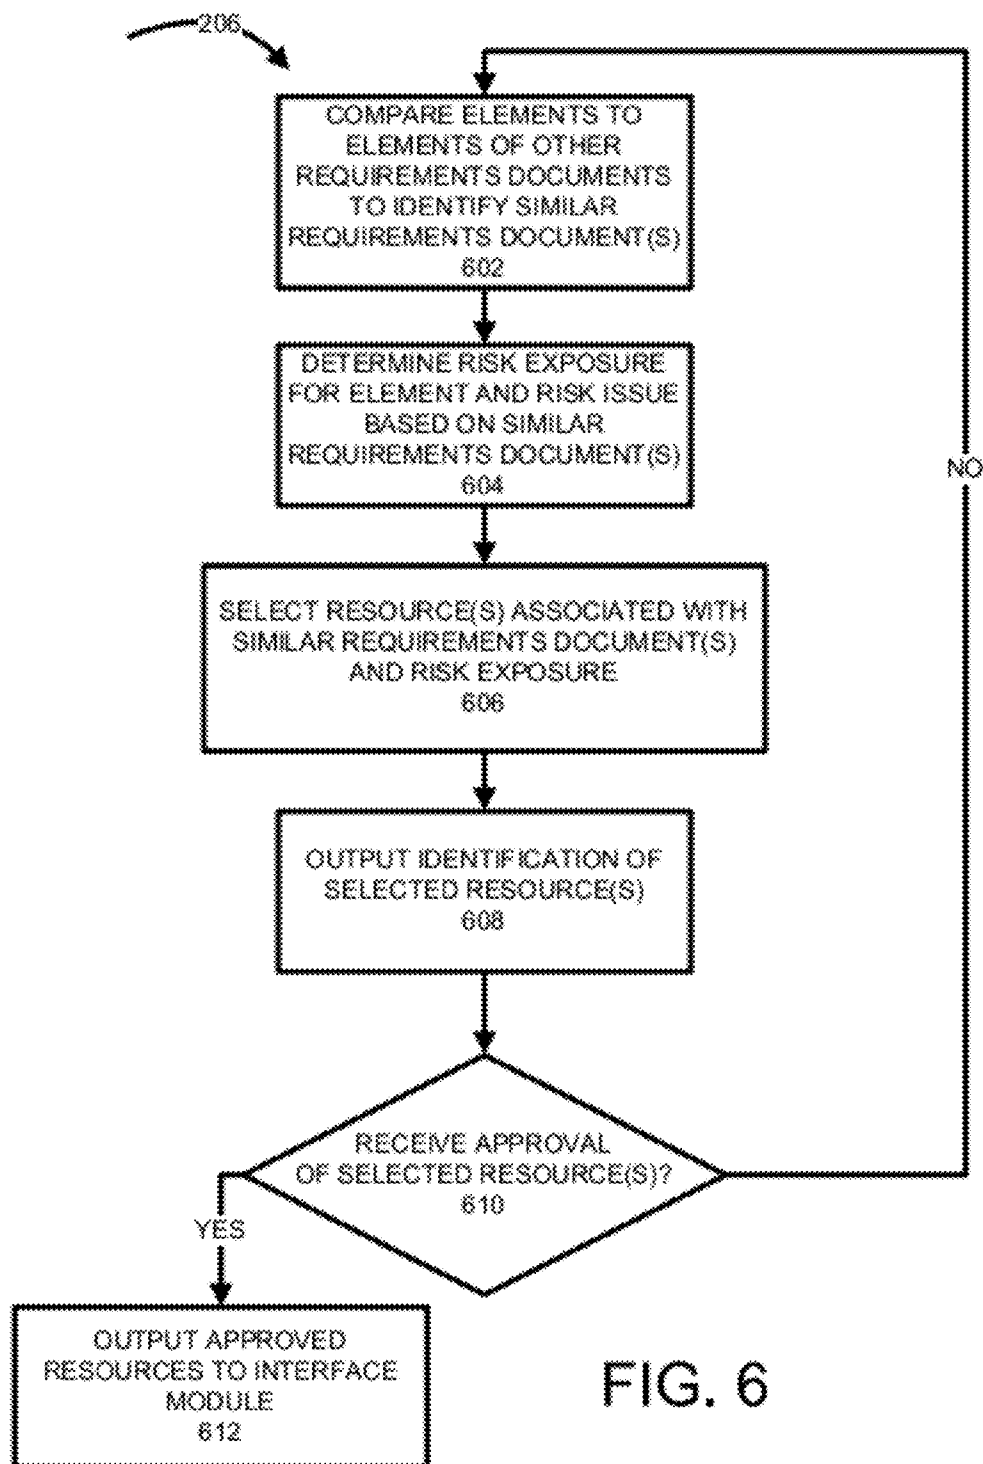 206
COMPARE ELEMENTS TO
ELEMENTS OF OTHER
REQUIREMENTS DOCUMENTS
TO IDENTIFY SIMILAR
REQUIREMENTS DOCUMENT(S)
602
DETERMINE RISK EXPOSURE
FOR ELEMENT AND RISK ISSUE
BASED ON SIMILAR
REQUIREMENTS DOCUMENT(S)
604
NO
SELECT RESOURCE(S) ASSOCIATED WITH
SIMILAR REQUIREMENTS DOCUMENT(S)
AND RISK EXPOSURE
606
OUTPUT IDENTIFICATION OF
SELECTED RESOURCE(S)
608
RECEIVE APPROVAL
OF SELECTED RESOURCE(S)?
610
YES
OUTPUT APPROVED
RESOURCES TO INTERFACE
MODULE
612
FIG. 6